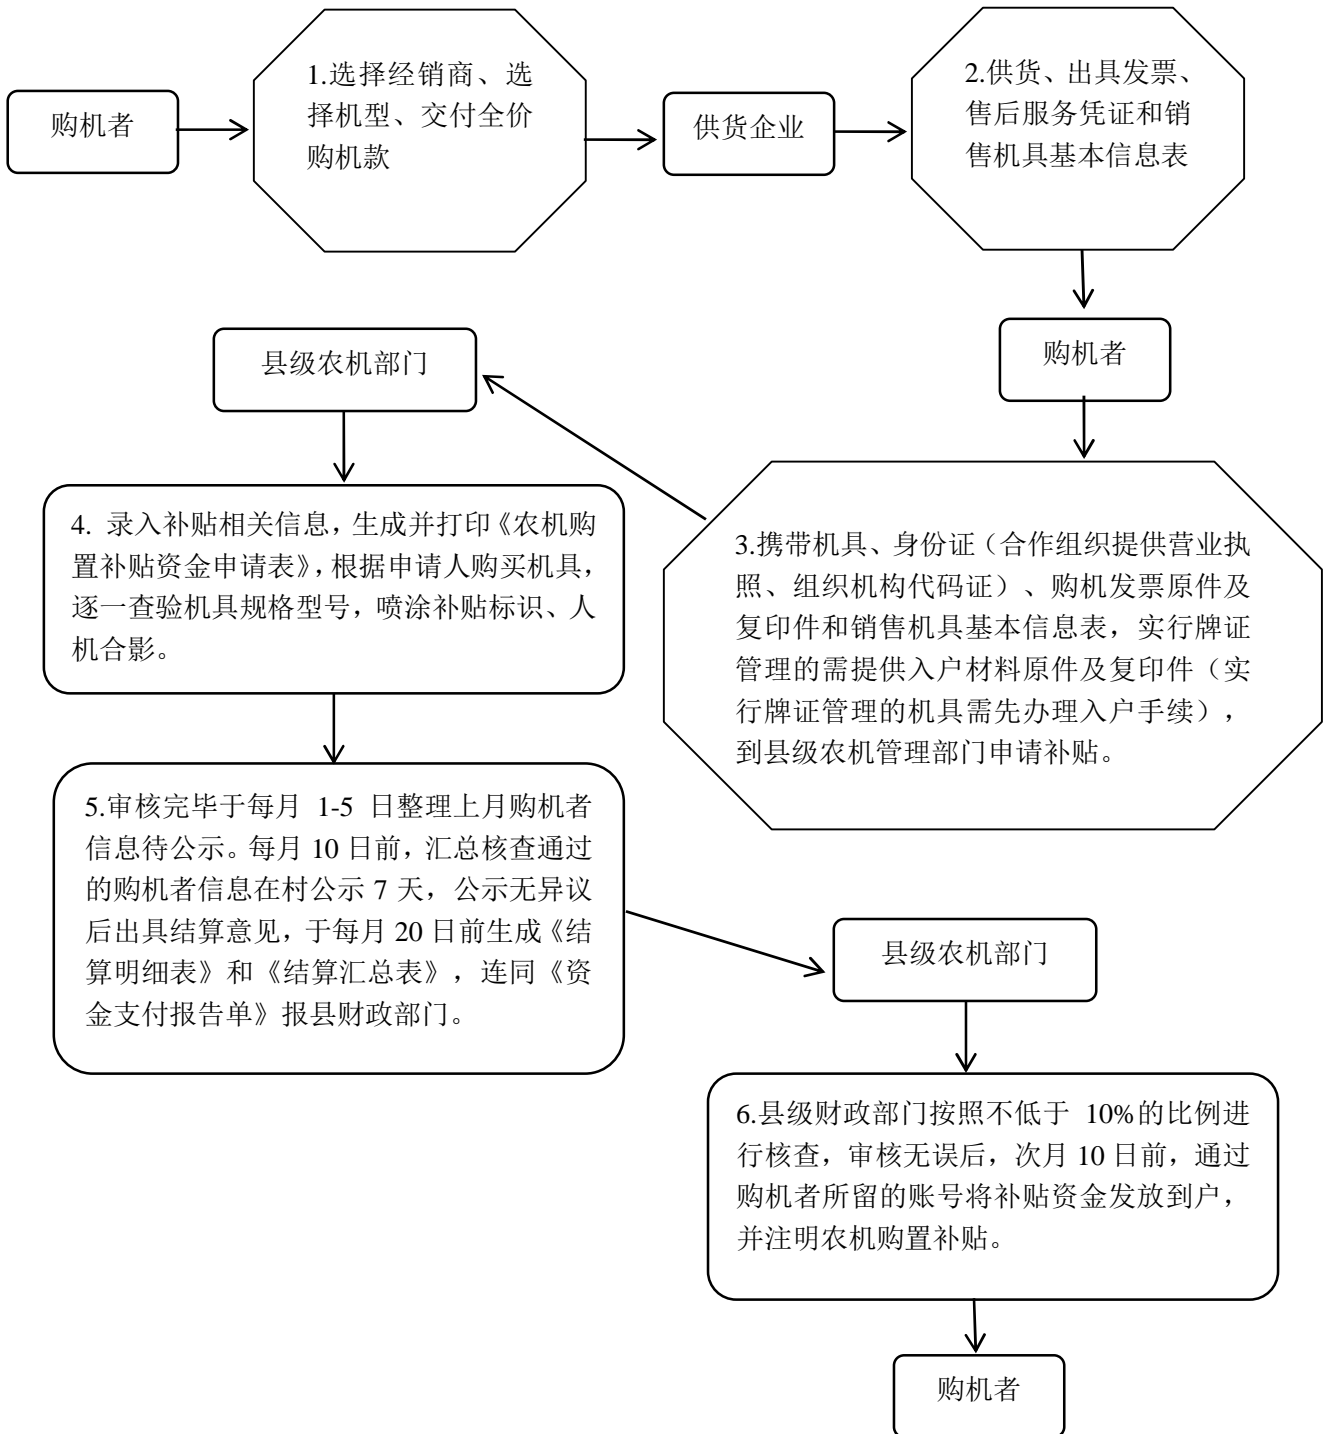 购机者
1.选择经销商、选
择机型、交付全价
购机款
供货企业
2.供货、出具发票、
售后服务凭证和销
售机具基本信息表
购机者
3.携带机具、身份证（合作组织提供营业执
照、组织机构代码证）、购机发票原件及
复印件和销售机具基本信息表，实行牌证
管理的需提供入户材料原件及复印件（实
行牌证管理的机具需先办理入户手续），
到县级农机管理部门申请补贴。
县级农机部门
4. 录入补贴相关信息，生成并打印《农机购
置补贴资金申请表》，根据申请人购买机具，
逐一查验机具规格型号，喷涂补贴标识、人
机合影。
5.审核完毕于每月 1-5 日整理上月购机者
信息待公示。每月 10 日前，汇总核查通过
的购机者信息在村公示 7 天，公示无异议
后出具结算意见，于每月 20 日前生成《结
算明细表》和《结算汇总表》，连同《资
金支付报告单》报县财政部门。
县级农机部门
6.县级财政部门按照不低于 10%的比例进
行核查，审核无误后，次月 10 日前，通过
购机者所留的账号将补贴资金发放到户，
并注明农机购置补贴。
购机者